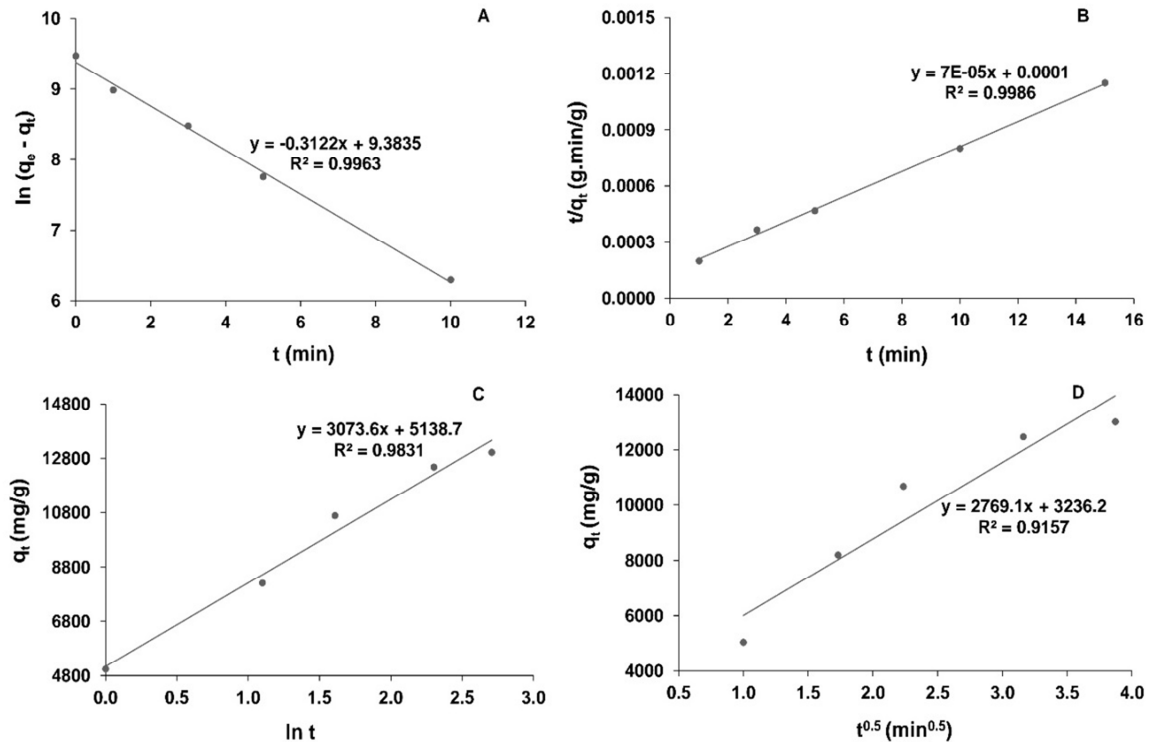 A
10
9
8
7
6
ln (qₑ - qₜ)
y = -0.3122x + 9.3835
R² = 0.9963
0 2 4 6 8 10 12
t (min)
B
0.0015
0.0012
0.0009
0.0006
0.0003
0.0000
t/qₜ (g.min/g)
y = 7E-05x + 0.0001
R² = 0.9986
0 2 4 6 8 10 12 14 16
t (min)
C
14800
12800
10800
8800
6800
4800
qₜ (mg/g)
y = 3073.6x + 5138.7
R² = 0.9831
0.0 0.5 1.0 1.5 2.0 2.5 3.0
ln t
D
14000
12000
10000
8000
6000
4000
qₜ (mg/g)
y = 2769.1x + 3236.2
R² = 0.9157
0.5 1.0 1.5 2.0 2.5 3.0 3.5 4.0
t⁰·⁵ (min⁰·⁵)